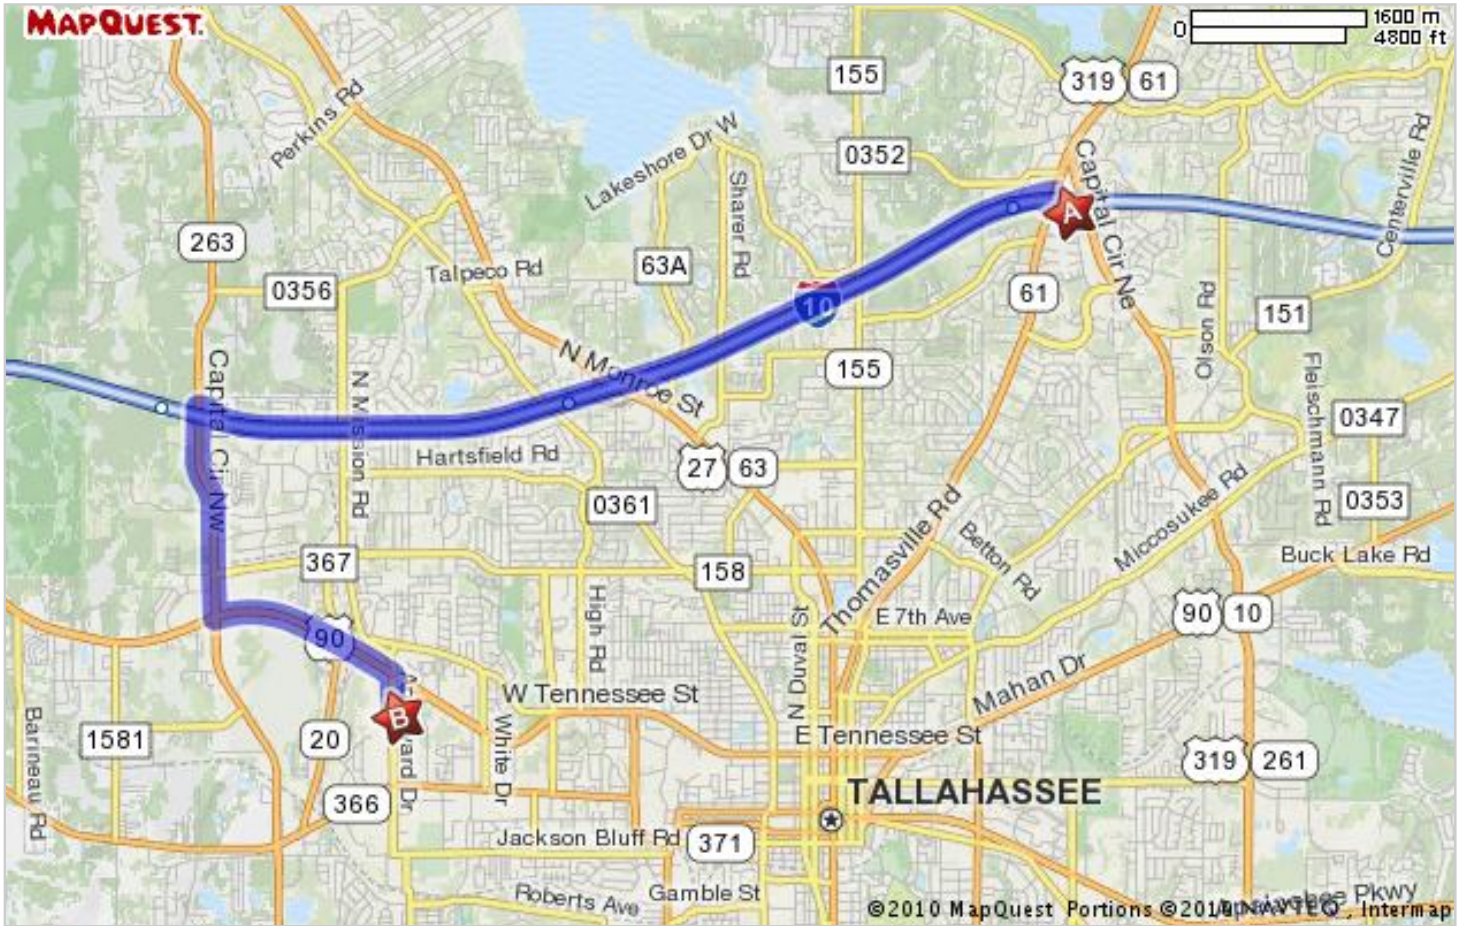 MAPQUEST.
0
1600 m
4800 ft
155
319
61
Perkins Rd
Lakeshore Dr W
0352
Capital Cir Ne
Centerville Rd
Sharer Rd
A
263
63A
Talpeco Rd
0356
10
61
Olson Rd
151
155
Capital Cir Nw
N Monroe St
N Mission Rd
Fleischmann Rd
0347
Hartsfield Rd
27
63
0361
Thomasville Rd
Miccosukee Rd
0353
Betton Rd
Buck Lake Rd
367
158
High Rd
N Duval St
E 7th Ave
90
10
90
Mahan Dr
W Tennessee St
B
Barineau Rd
1581
20
White Dr
E Tennessee St
319
261
366
TALLAHASSEE
Jackson Bluff Rd
371
Roberts Ave
Gamble St
©2010 MapQuest Portions ©2010 NAVTEQ , Intermap